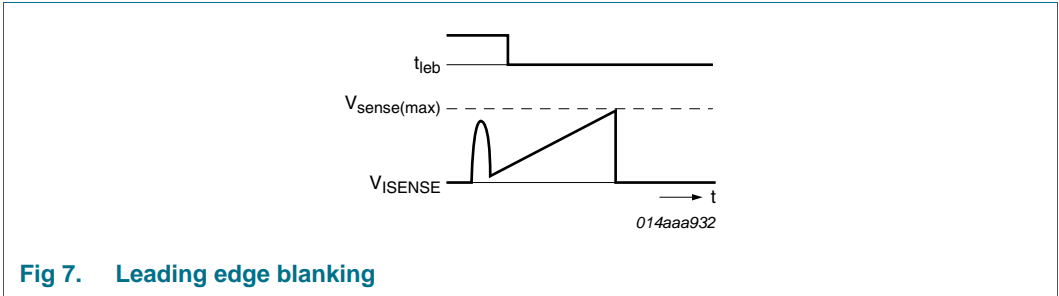 tleb
Vsense(max)
VISENSE
t
014aaa932
Fig 7. Leading edge blanking